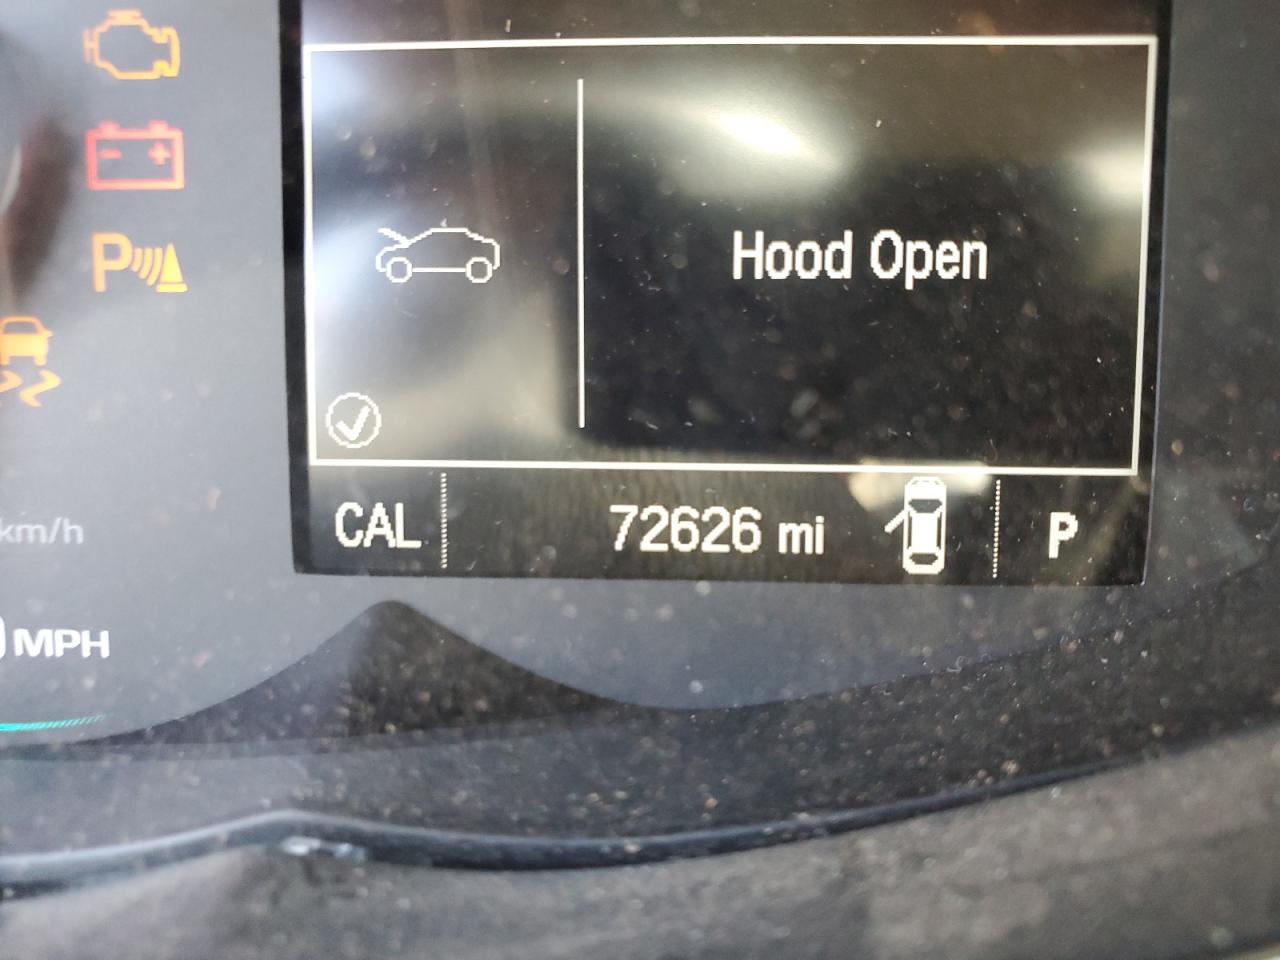 P
Hood Open
km/h
MPH
CAL
72626 mi
P